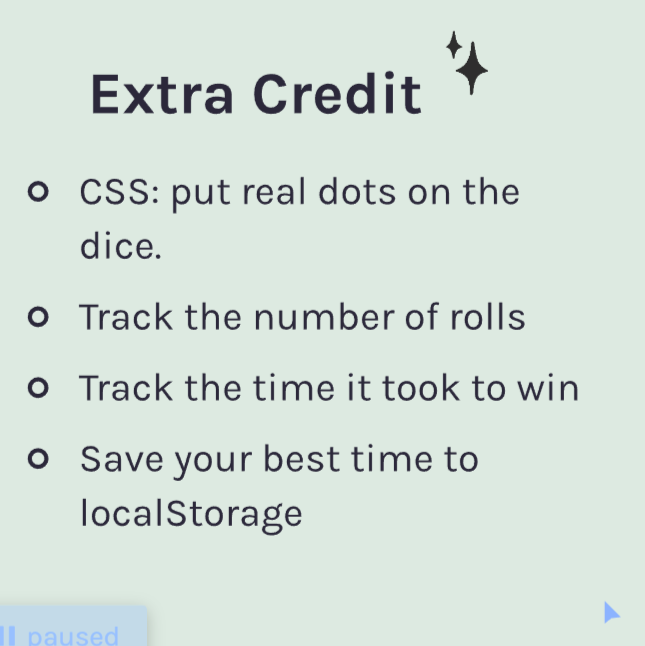 Extra Credit
CSS: put real dots on the
dice.
Track the number of rolls
Track the time it took to win
Save your best time to
localStorage
paused